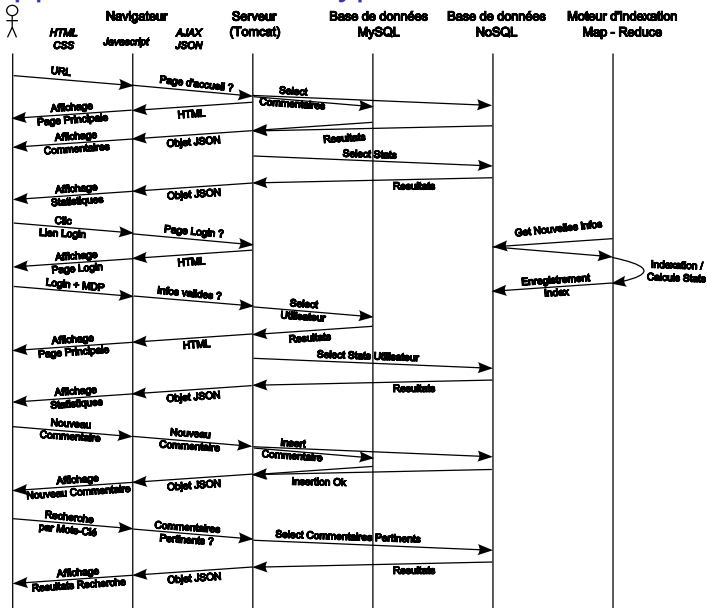 Navigateur
HTML
CSS
Javascript
AJAX
JSON
Serveur
(Tomcat)
Base de données
MySQL
Base de données
NoSQL
Moteur d'indexation
Map - Reduce
URL
Page d'accueil ?
Select
Commentaires
Affichage
Page Principale
HTML
Affichage
Commentaires
Objet JSON
Resultats
Select Stats
Affichage
Statistiques
Objet JSON
Resultats
Clic
Lien Login
Page Login ?
Get Nouvelles Infos
Affichage
Page Login
HTML
Indexation /
Calculs Stats
Enregistrement
Index
Login + MDP
Infos valides ?
Select
Utilisateur
Affichage
Page Principale
HTML
Resultats
Select Stats Utilisateur
Affichage
Statistiques
Objet JSON
Resultats
Nouveau
Commentaire
Nouveau
Commentaire
Insert
Commentaire
Affichage
Nouveau Commentaire
Objet JSON
Insertion Ok
Recherche
par Mots-Clé
Commentaires
Pertinents ?
Select Commentaires Pertinents
Affichage
Resultats Recherche
Objet JSON
Resultats